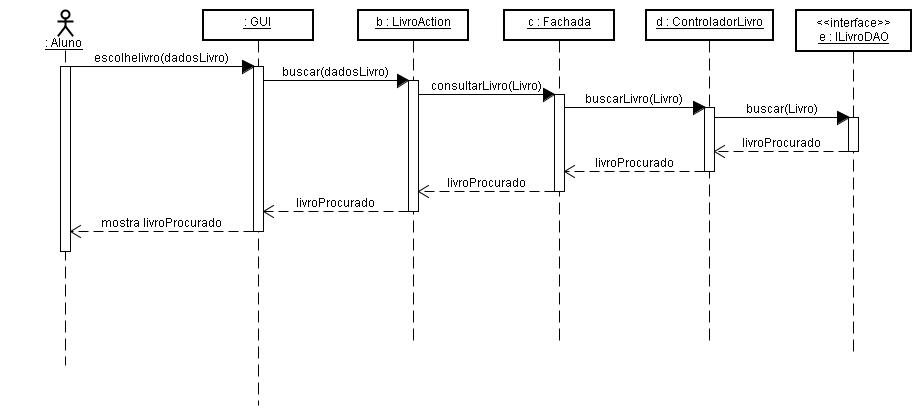 : Aluno
: GUI
b : LivroAction
c : Fachada
d : ControladorLivro
<<interface>>
e : ILivroDAO
escolhelivro(dadosLivro)
buscar(dadosLivro)
consultarLivro(Livro)
buscarLivro(Livro)
buscar(Livro)
livroProcurado
livroProcurado
livroProcurado
livroProcurado
mostra livroProcurado